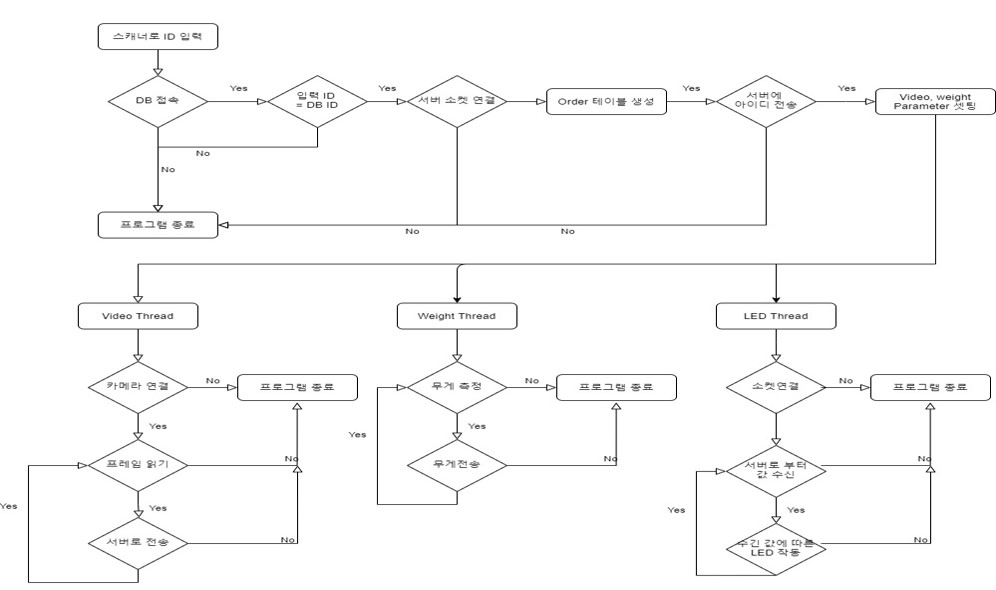 스캐너로 ID 입력
DB 접속
Yes
입력 ID
= DB ID
Yes
서버 소켓 연결
Order 테이블 생성
Yes
서버에
아이디 전송
Yes
Video, weight
Parameter 셋팅
No
No
프로그램 종료
No
No
Video Thread
Weight Thread
LED Thread
카메라 연결
No
프로그램 종료
무게 측정
No
프로그램 종료
소켓연결
No
프로그램 종료
Yes
Yes
Yes
프레임 읽기
No
무게전송
No
서버로 부터
값 수신
No
Yes
Yes
Yes
Yes
서버로 전송
No
수긴 값에 따른
LED 작동
No